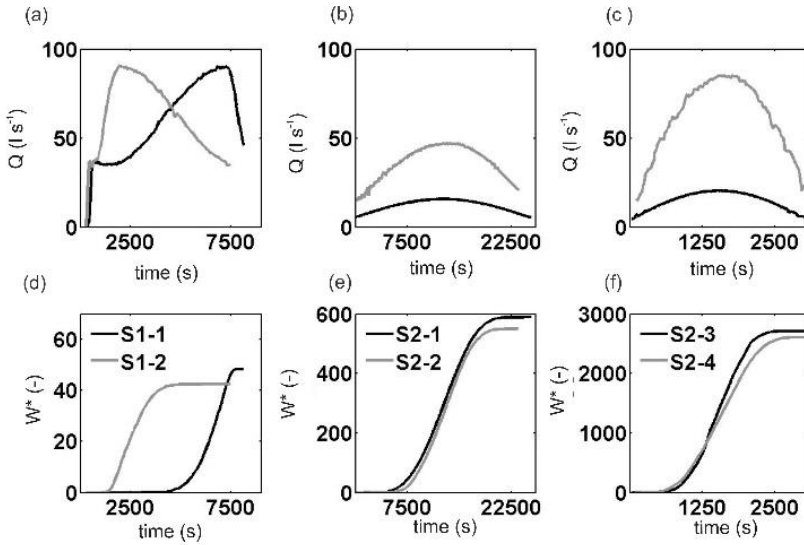 (a)
(b)
(c)
100
50
0
Q (l s⁻¹)
2500
7500
time (s)
100
50
0
Q (l s⁻¹)
7500
22500
time (s)
100
50
0
Q (l s⁻¹)
1250
2500
time (s)
(d)
(e)
(f)
60
40
20
0
W* (-)
S1-1
S1-2
2500
7500
time (s)
600
400
200
0
W* (-)
S2-1
S2-2
7500
22500
time (s)
3000
2000
1000
0
W* (-)
S2-3
S2-4
1250
2500
time (s)